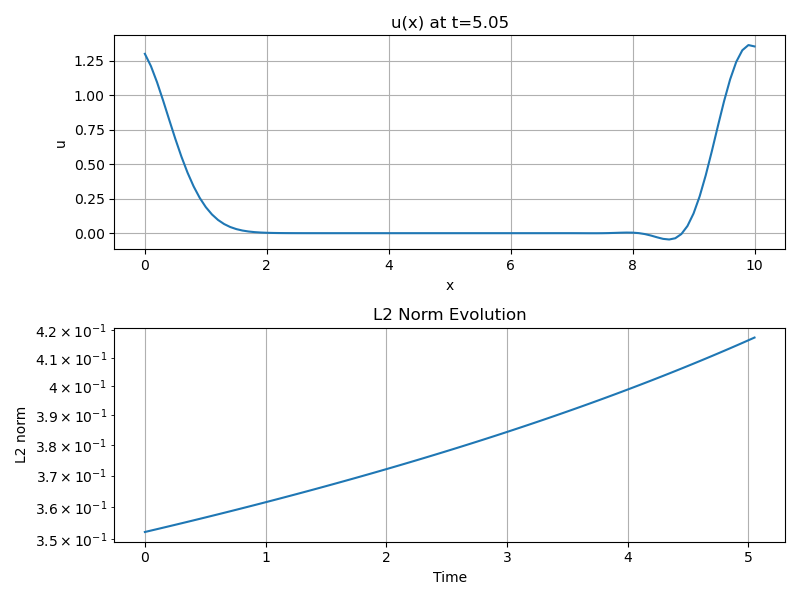 u(x) at t=5.05
1.25
1.00
0.75
0.50
0.25
0.00
u
0 2 4 6 8 10
x
L2 Norm Evolution
4.2 × 10⁻¹
4.1 × 10⁻¹
4 × 10⁻¹
3.9 × 10⁻¹
3.8 × 10⁻¹
3.7 × 10⁻¹
3.6 × 10⁻¹
3.5 × 10⁻¹
L2 norm
0 1 2 3 4 5
Time